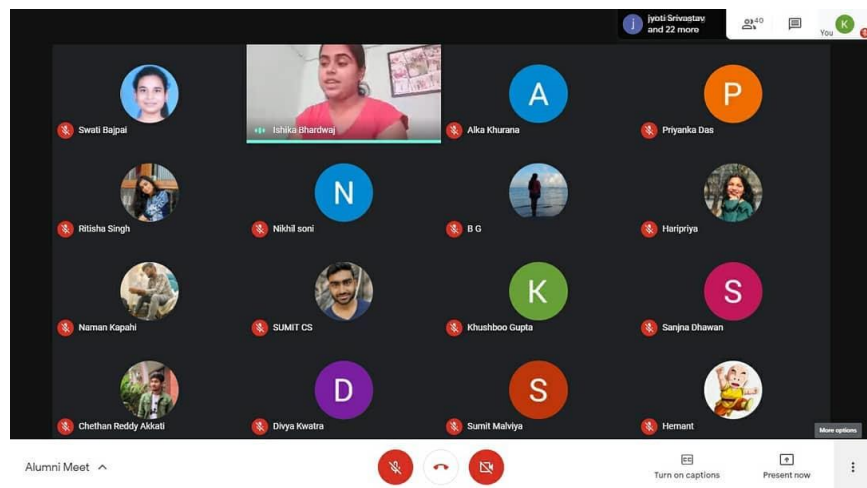 j
jyoti Srivastav
and 22 more
40
You
K
Swati Bajpai
Ishika Bhardwaj
A
Alka Khurana
P
Priyanka Das
Ritisha Singh
N
Nikhil soni
B G
Haripriya
Naman Kapahi
SUMIT CS
K
Khushboo Gupta
S
Sanjna Dhawan
Chethan Reddy Akkati
D
Divya Kwatra
S
Sumit Malviya
Hemant
More options
Alumni Meet
CC
Turn on captions
Present now